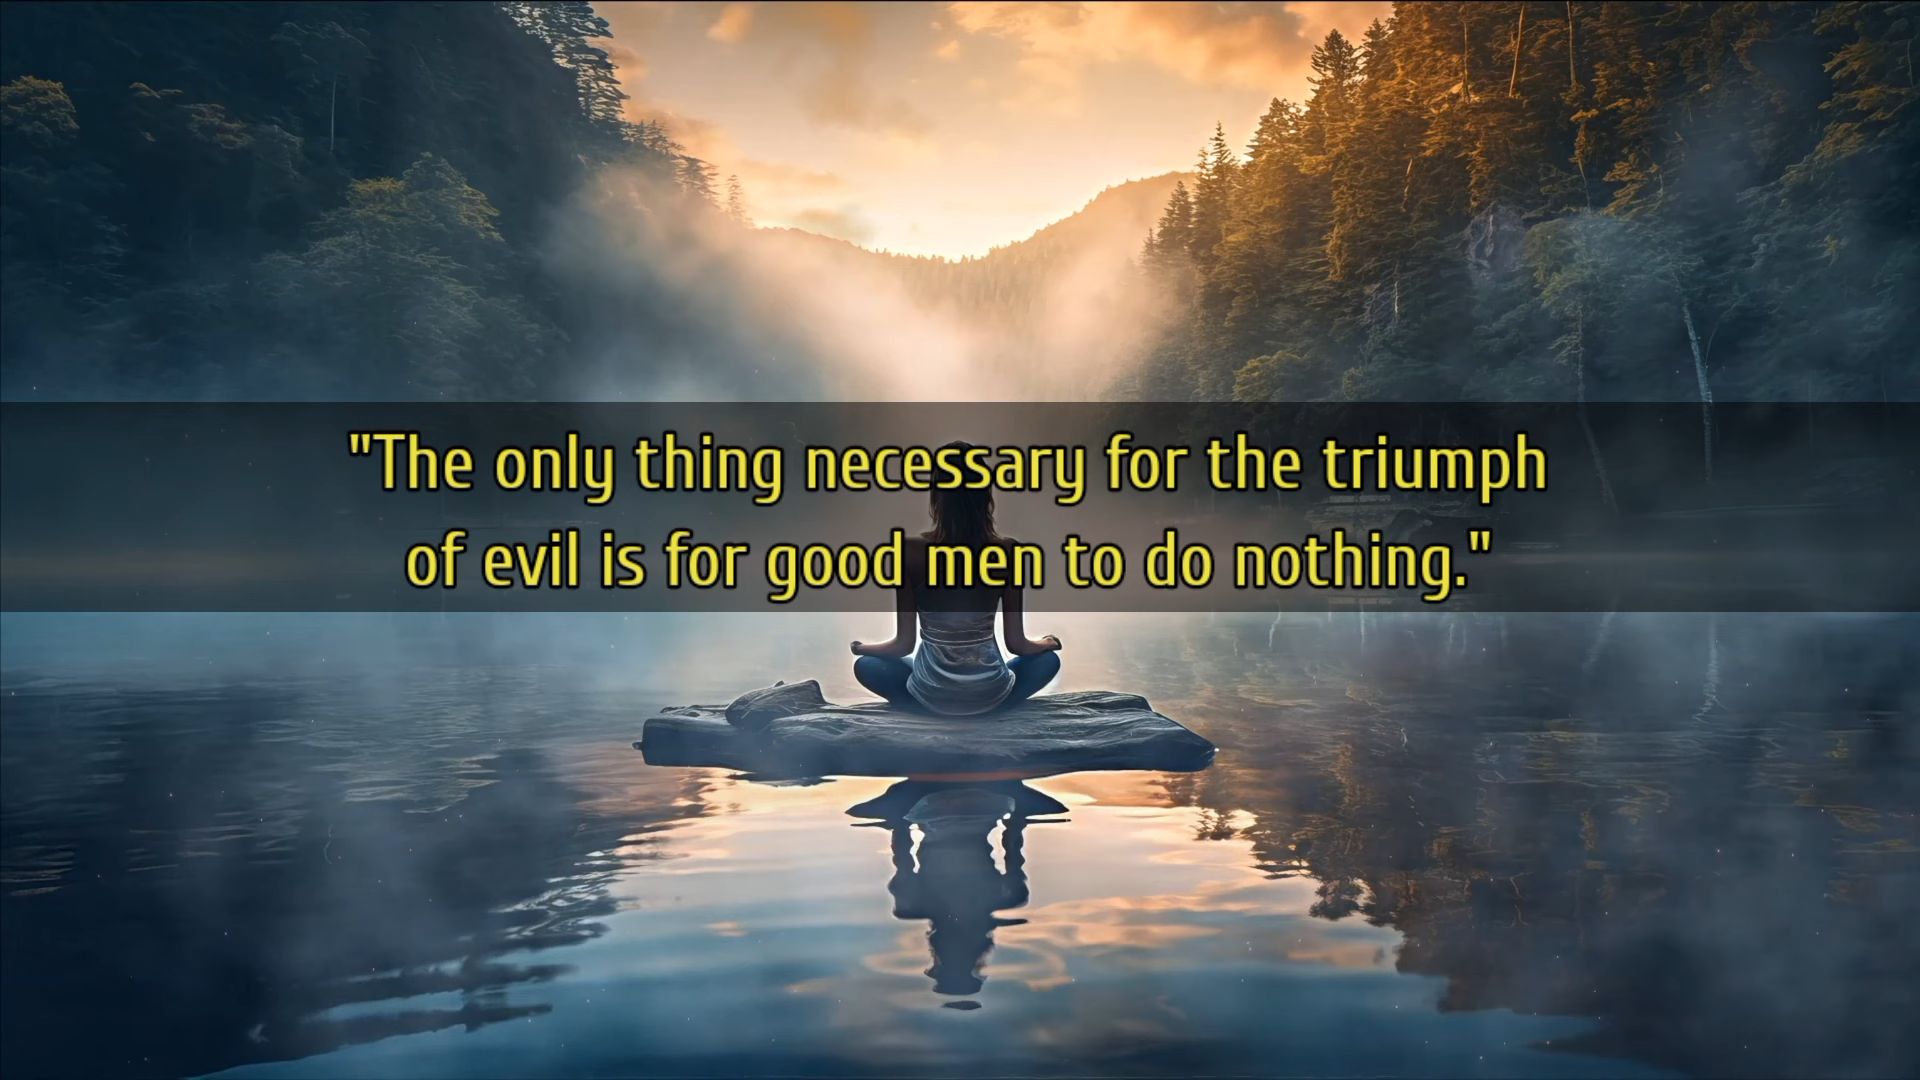 "The only thing necessary for the triumph
of evil is for good men to do nothing."